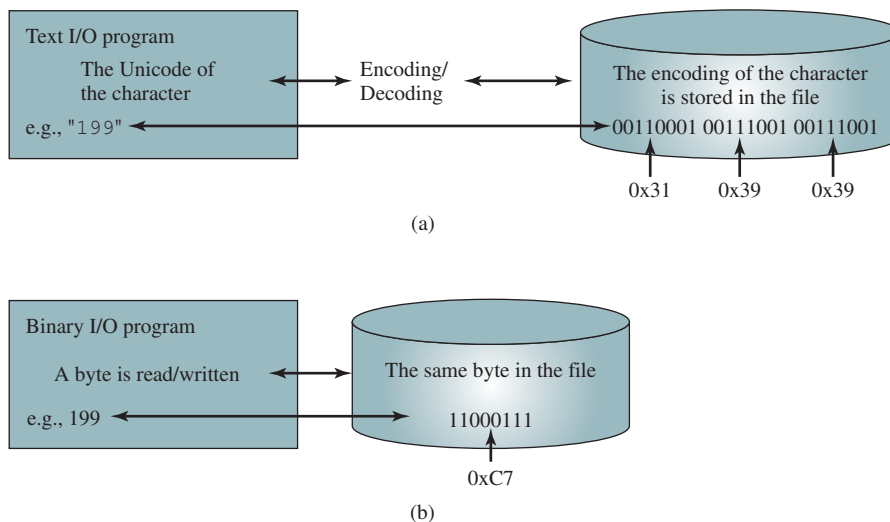 Text I/O program
The Unicode of
the character
e.g., "199"
Encoding/
Decoding
The encoding of the character
is stored in the file
00110001 00111001 00111001
0x31 0x39 0x39
(a)
Binary I/O program
A byte is read/written
e.g., 199
The same byte in the file
11000111
0xC7
(b)